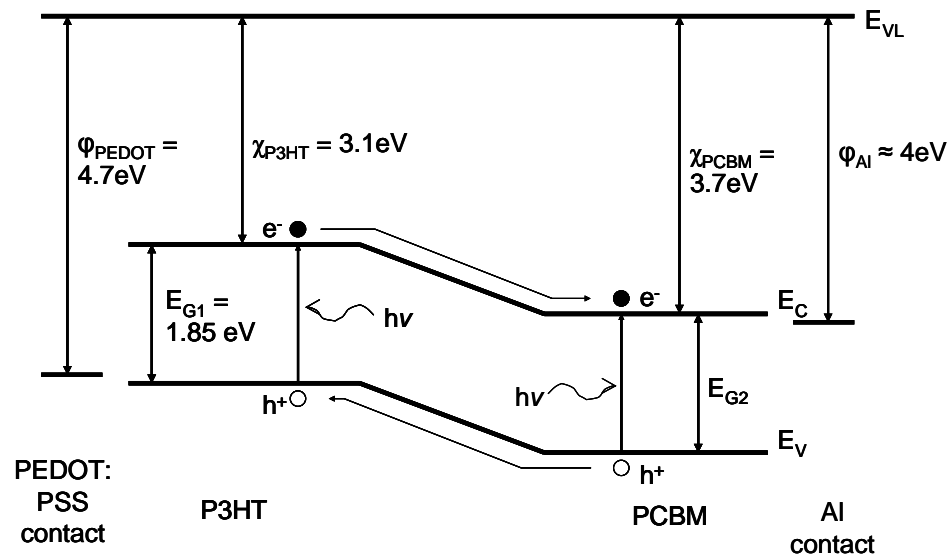 E_VL
φ_PEDOT =
4.7eV
χ_P3HT = 3.1eV
χ_PCBM =
3.7eV
φ_Al ≈ 4eV
e⁻
E_G1 =
1.85 eV
hν
e⁻
E_C
h⁺
hν
E_G2
E_V
h⁺
PEDOT:
PSS
contact
P3HT
PCBM
Al
contact